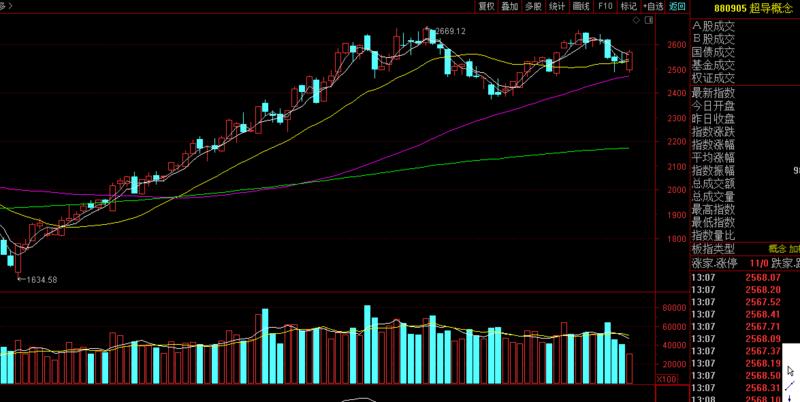 复权 叠加 多股 统计 画线 F10 标记 +自选 返回
880905 超导概念
2669.12
1634.58
2600
2500
2400
2300
2200
2100
2000
1900
1800
80000
60000
40000
20000
X100
A股成交
B股成交
国债成交
基金成交
权证成交
最新指数
今日开盘
昨日收盘
指数涨跌
指数涨幅
平均涨幅
指数振幅
总成交额
总成交量
最高指数
最低指数
指数量比
板指类型 概念 加
涨家.涨停 11/0 跌家.
13:07 2568.07
13:07 2568.20
13:07 2567.52
13:07 2568.41
13:07 2567.71
13:07 2568.09
13:07 2567.37
13:07 2568.19
13:07 2568.50
13:07 2568.31
13:08 2568.10